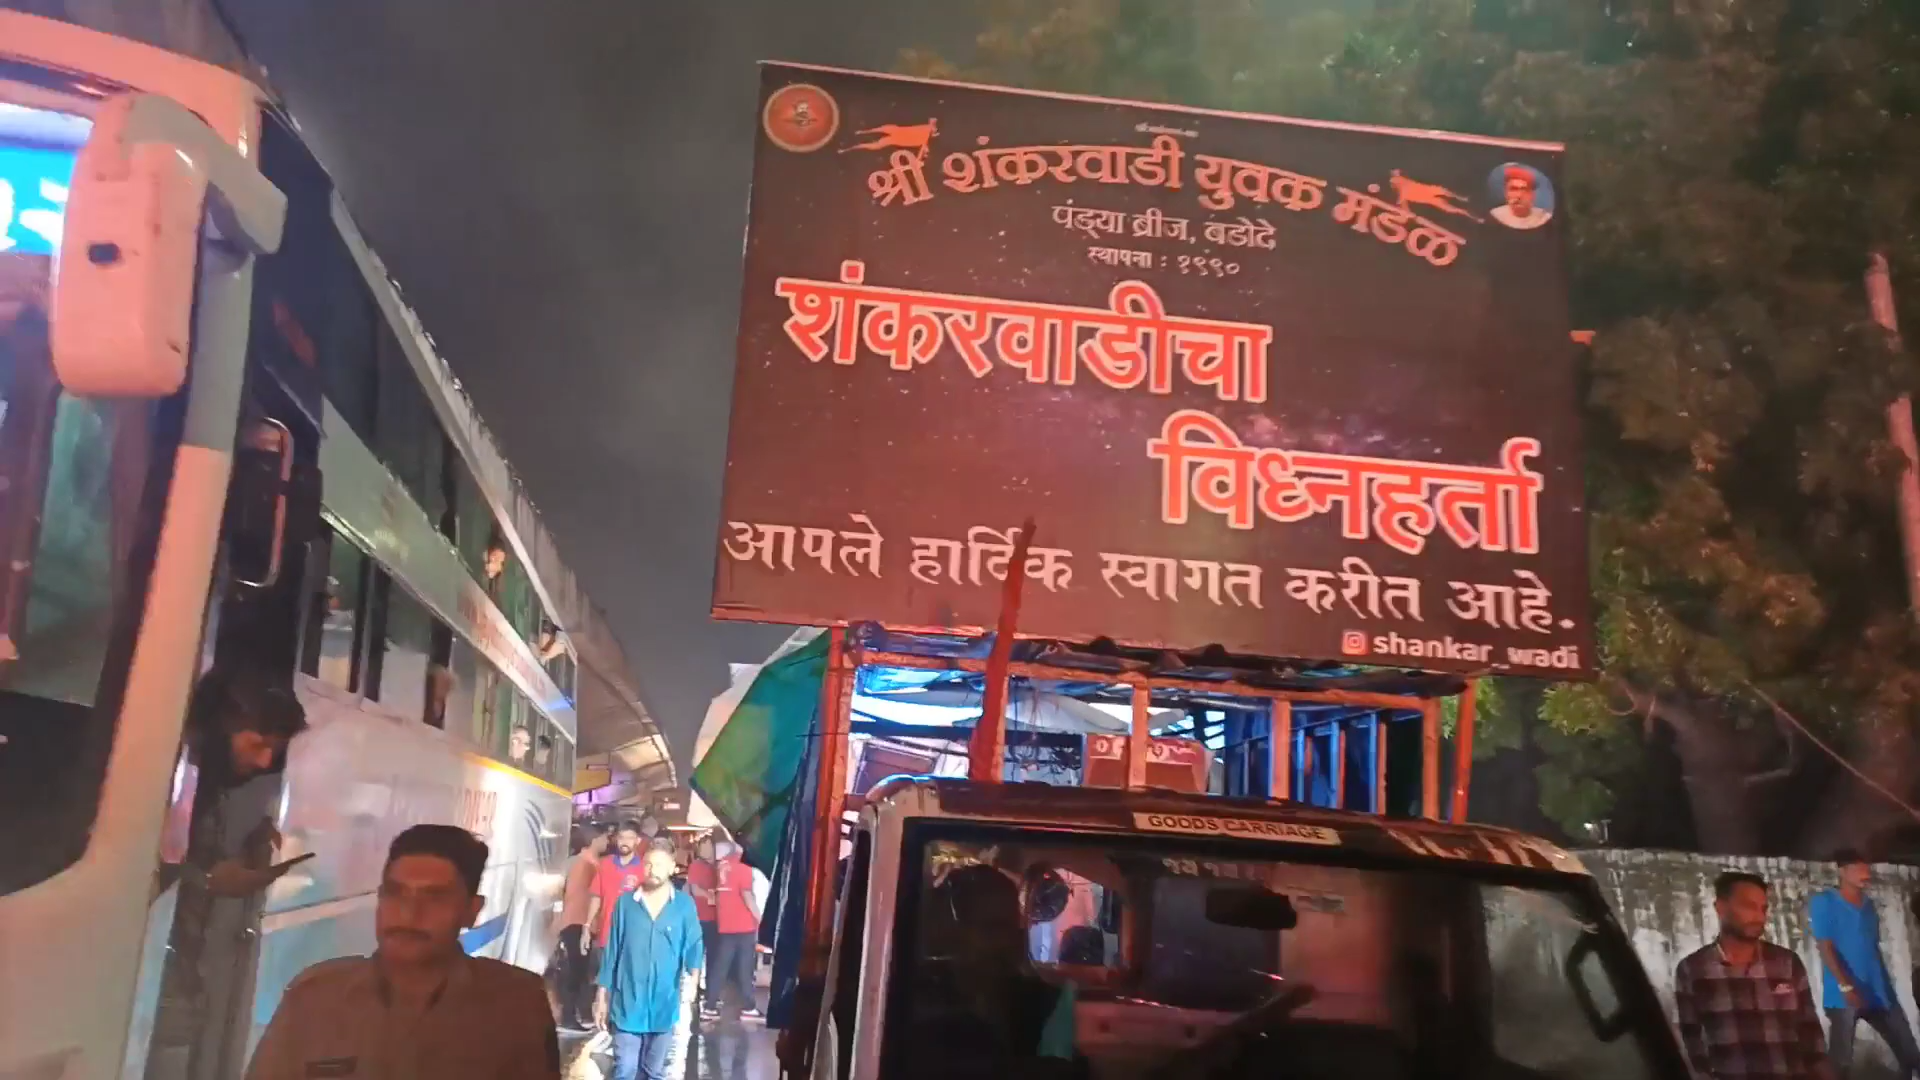 श्री शंकरवाडी युवक मंडळ
पंड्या ब्रीज, बडोदे
स्थापना : १९९०
शंकरवाडीचा
विघ्नहर्ता
आपले हार्दिक स्वागत करीत आहे.
shankar_wadi
GOODS CARRIAGE